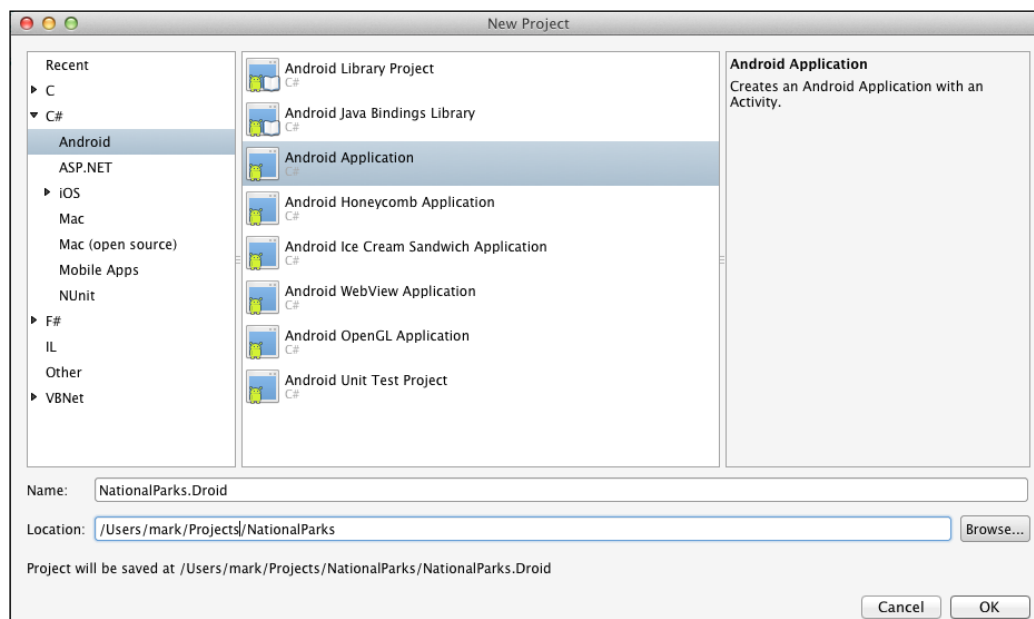 New Project
Recent
C
C#
Android
ASP.NET
iOS
Mac
Mac (open source)
Mobile Apps
NUnit
F#
IL
Other
VBNet
Android Library Project
C#
Android Java Bindings Library
C#
Android Application
C#
Android Honeycomb Application
C#
Android Ice Cream Sandwich Application
C#
Android WebView Application
C#
Android OpenGL Application
C#
Android Unit Test Project
C#
Android Application
Creates an Android Application with an
Activity.
Name: NationalParks.Droid
Location: /Users/mark/Projects/NationalParks Browse...
Project will be saved at /Users/mark/Projects/NationalParks/NationalParks.Droid
Cancel OK